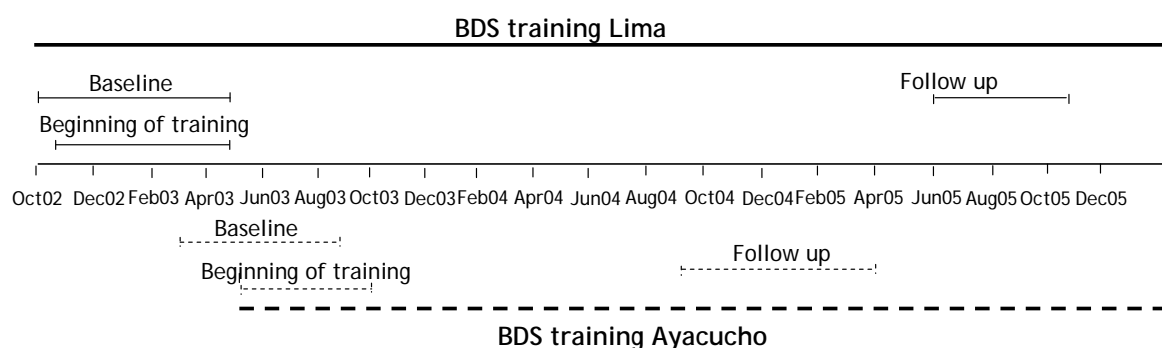 BDS training Lima
Baseline
Follow up
Beginning of training
Oct02 Dec02 Feb03 Apr03 Jun03 Aug03 Oct03 Dec03 Feb04 Apr04 Jun04 Aug04 Oct04 Dec04 Feb05 Apr05 Jun05 Aug05 Oct05 Dec05
Baseline
Follow up
Beginning of training
BDS training Ayacucho